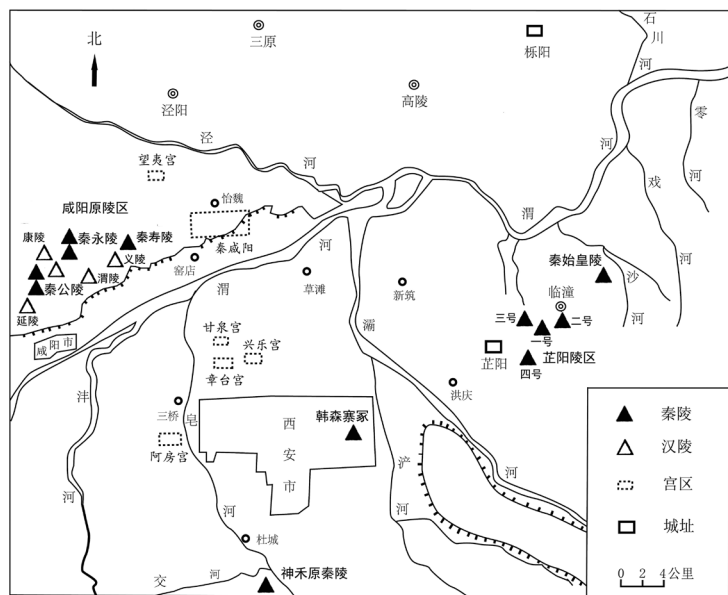 北
三原
栎阳
石
川
河
泾阳
高陵
零
河
泾
河
望夷宫
河
戏
河
咸阳原陵区
怡魏
渭
康陵
秦永陵
秦寿陵
秦咸阳
河
义陵
窑店
渭陵
秦公陵
延陵
渭
草滩
新筑
灞
秦始皇陵
沙
河
临潼
三号
二号
一号
咸阳市
甘泉宫
兴乐宫
章台宫
芷阳
四号
芷阳陵区
沣
河
三桥
皂
河
洪庆
韩森寨冢
西
安
市
阿房宫
浐
河
河
杜城
交
河
神禾原秦陵
秦陵
汉陵
宫区
城址
0 2 4公里